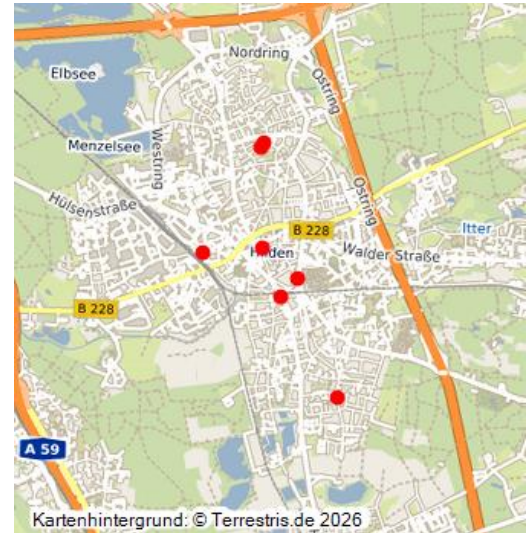 Nordring
Elbsee
Ostring
Westring
Menzelsee
Hülsenstraße
Ostring
B 228
Itter
Walder Straße
Hilden
B 228
A 59
Kartenhintergrund: © Terrestris.de 2026